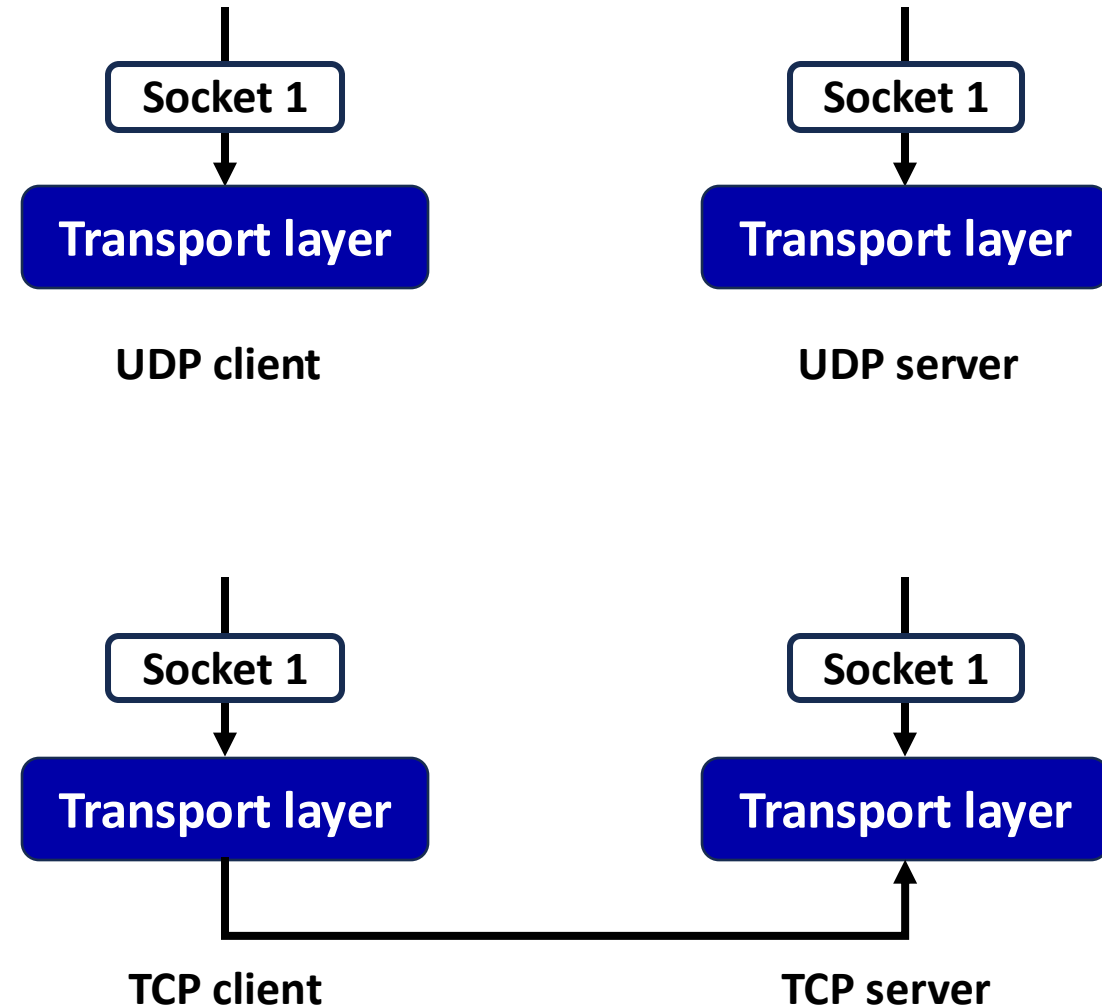 Socket 1
Socket 1
Transport layer
Transport layer
UDP client
UDP server
Socket 1
Socket 1
Transport layer
Transport layer
TCP client
TCP server